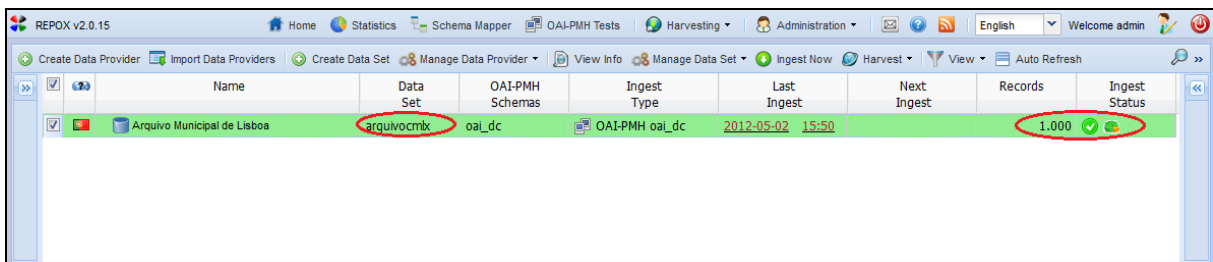 REPOX v2.0.15 Home Statistics Schema Mapper OAI-PMH Tests Harvesting Administration English Welcome admin
Create Data Provider Import Data Providers Create Data Set Manage Data Provider View Info Manage Data Set Ingest Now Harvest View Auto Refresh
Name Data Set OAI-PMH Schemas Ingest Type Last Ingest Next Ingest Records Ingest Status
Arquivo Municipal de Lisboa arquivocmlx oai_dc OAI-PMH oai_dc 2012-05-02 15:50 1.000